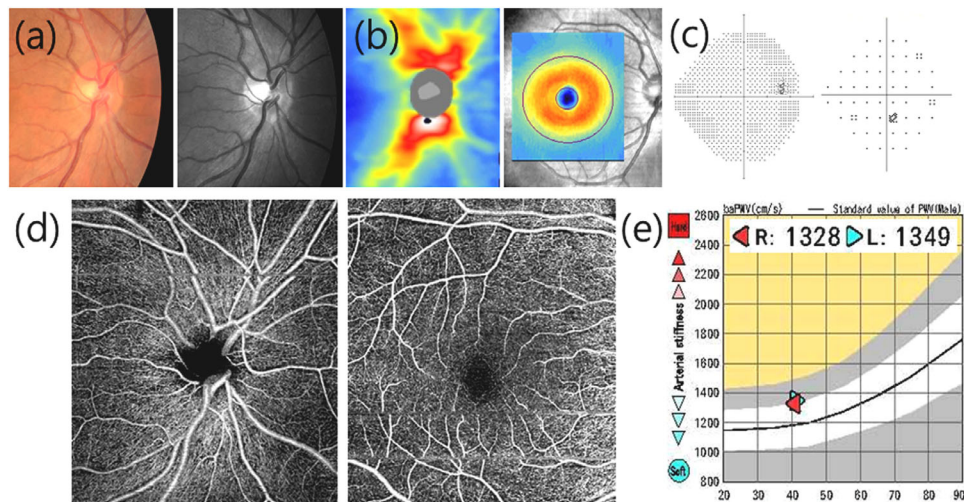 (a)
(b)
(c)
(d)
(e)
baPWV(cm/s)
Standard value of PWV(Male)
R: 1328 L: 1349
Hard
Arterial stiffness
Soft
2600
2400
2200
2000
1800
1600
1400
1200
1000
800
20 30 40 50 60 70 80 90